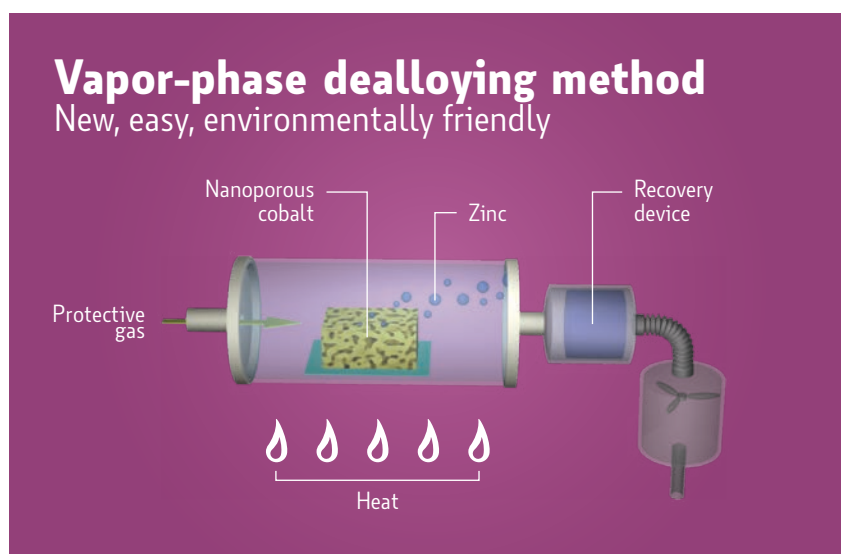 Vapor-phase dealloying method
New, easy, environmentally friendly
Nanoporous
cobalt
Zinc
Recovery
device
Protective
gas
Heat